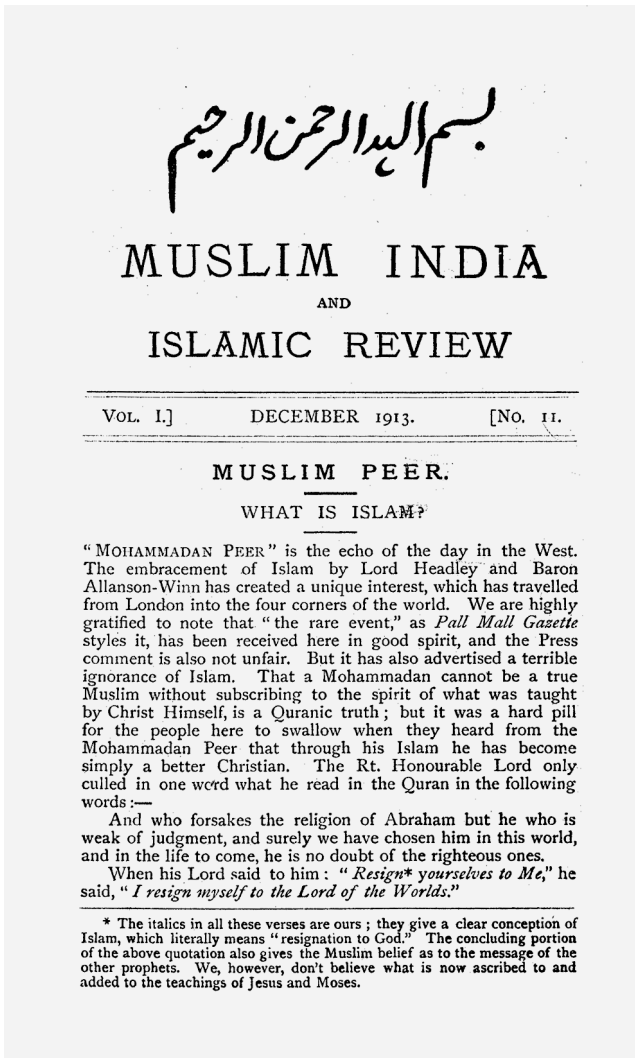 بسم الله الرحمن الرحيم
MUSLIM INDIA
AND
ISLAMIC REVIEW
VOL. I.] DECEMBER 1913. [No. 11.
MUSLIM PEER.
WHAT IS ISLAM?
"MOHAMMADAN PEER" is the echo of the day in the West.
The embracement of Islam by Lord Headley and Baron
Allanson-Winn has created a unique interest, which has travelled
from London into the four corners of the world. We are highly
gratified to note that "the rare event," as Pall Mall Gazette
styles it, has been received here in good spirit, and the Press
comment is also not unfair. But it has also advertised a terrible
ignorance of Islam. That a Mohammadan cannot be a true
Muslim without subscribing to the spirit of what was taught
by Christ Himself, is a Quranic truth; but it was a hard pill
for the people here to swallow when they heard from the
Mohammadan Peer that through his Islam he has become
simply a better Christian. The Rt. Honourable Lord only
culled in one word what he read in the Quran in the following
words:—
And who forsakes the religion of Abraham but he who is
weak of judgment, and surely we have chosen him in this world,
and in the life to come, he is no doubt of the righteous ones.
When his Lord said to him: "Resign* yourselves to Me," he
said, "I resign myself to the Lord of the Worlds."
* The italics in all these verses are ours; they give a clear conception of
Islam, which literally means "resignation to God." The concluding portion
of the above quotation also gives the Muslim belief as to the message of the
other prophets. We, however, don't believe what is now ascribed to and
added to the teachings of Jesus and Moses.